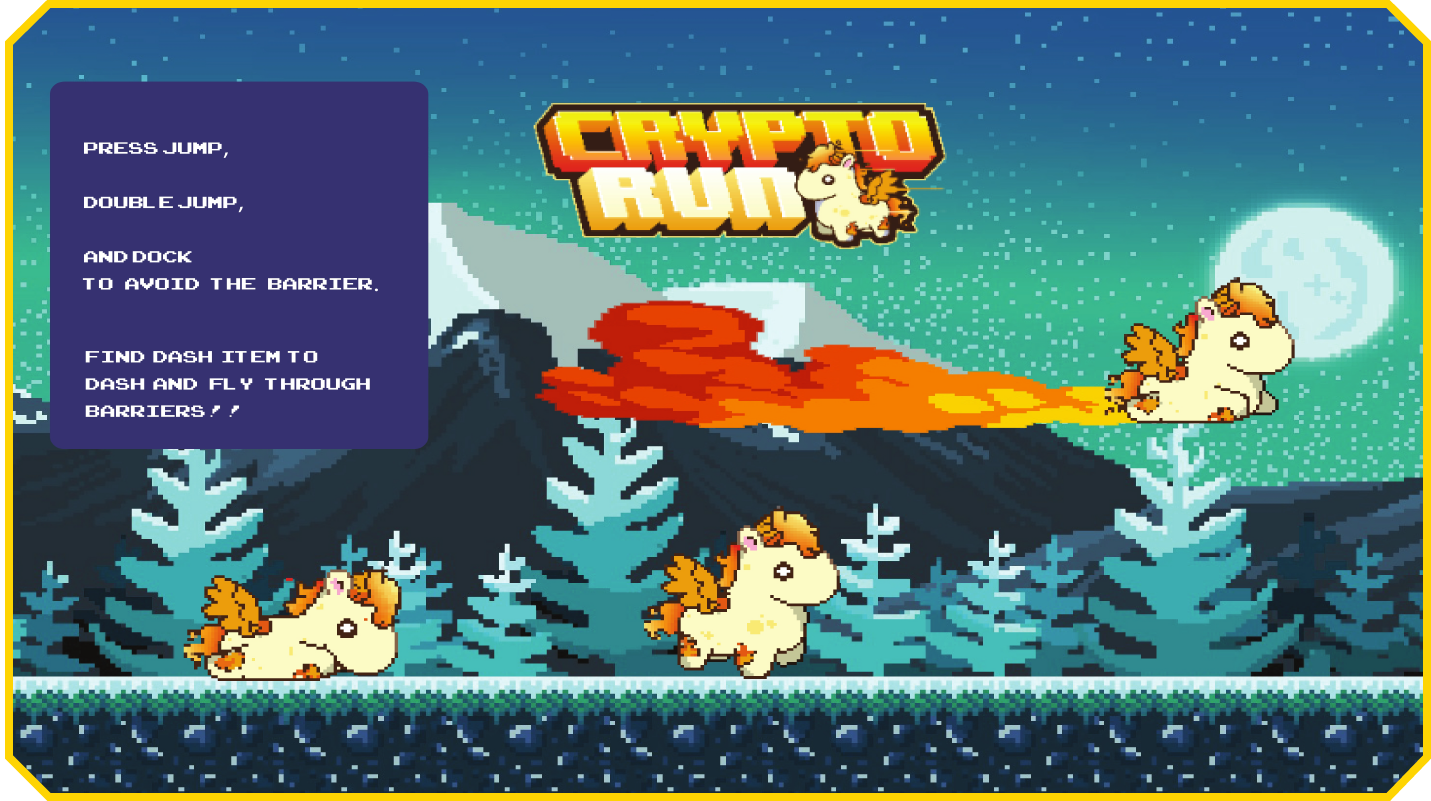 PRESS JUMP,
DOUBLE JUMP,
AND DOCK
TO AVOID THE BARRIER.
FIND DASH ITEM TO
DASH AND FLY THROUGH
BARRIERS!!
CRYPTO
RUN